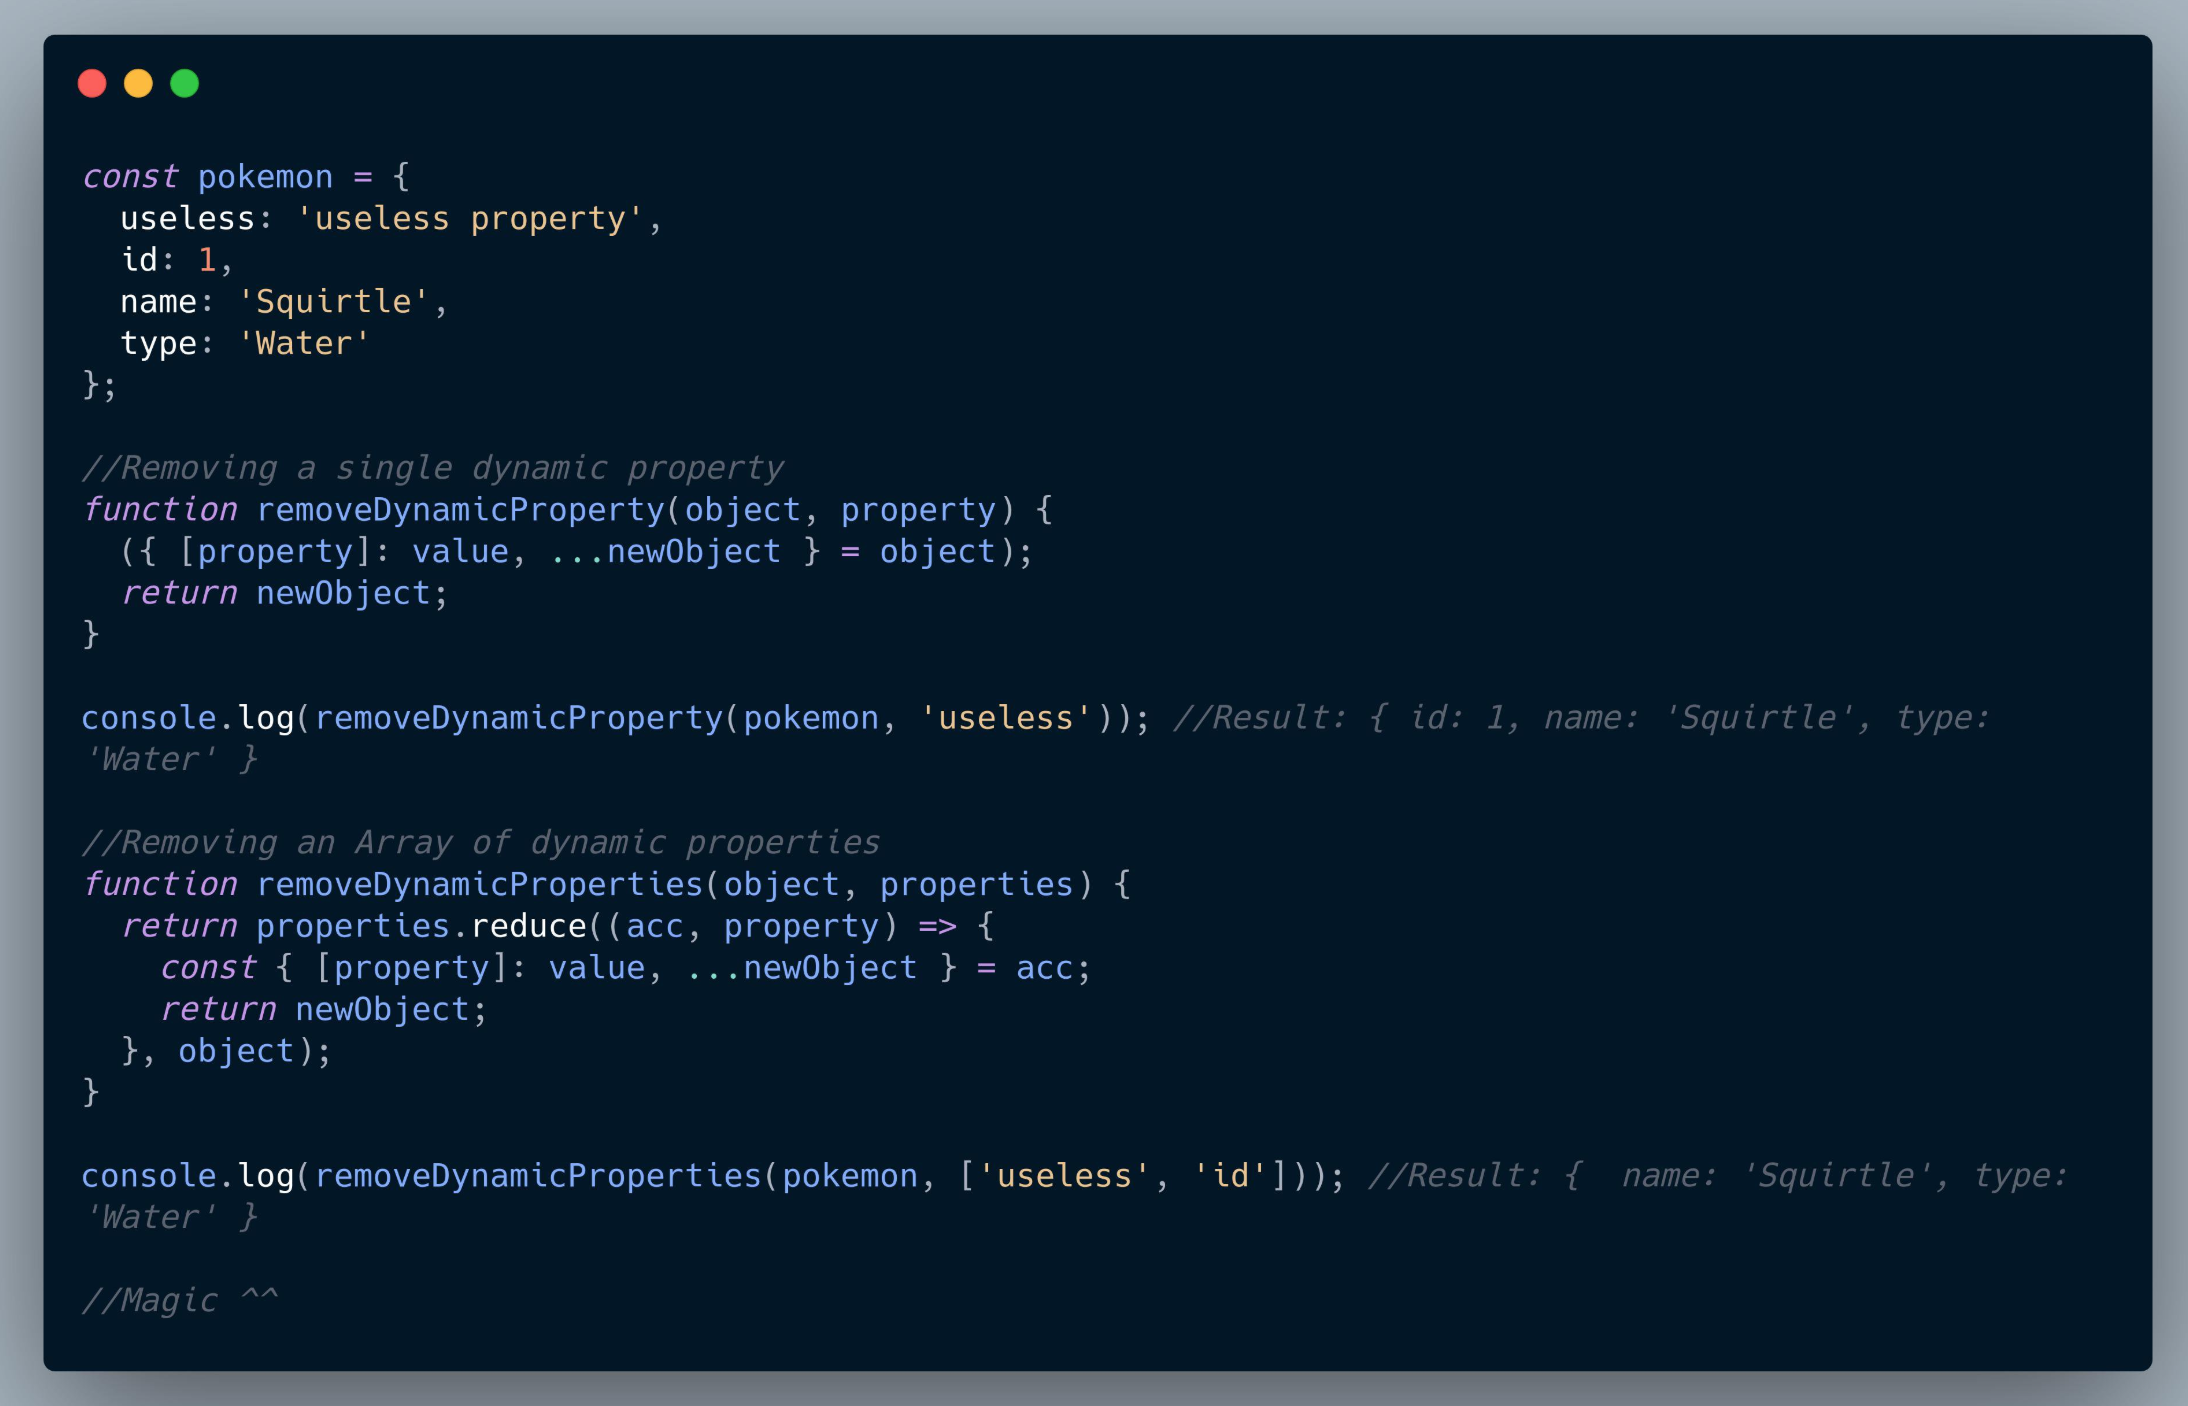 const pokemon = {
  useless: 'useless property',
  id: 1,
  name: 'Squirtle',
  type: 'Water'
};

//Removing a single dynamic property
function removeDynamicProperty(object, property) {
  ({ [property]: value, ...newObject } = object);
  return newObject;
}

console.log(removeDynamicProperty(pokemon, 'useless')); //Result: { id: 1, name: 'Squirtle', type:
'Water' }

//Removing an Array of dynamic properties
function removeDynamicProperties(object, properties) {
  return properties.reduce((acc, property) => {
    const { [property]: value, ...newObject } = acc;
    return newObject;
  }, object);
}

console.log(removeDynamicProperties(pokemon, ['useless', 'id'])); //Result: {  name: 'Squirtle', type:
'Water' }

//Magic ^^